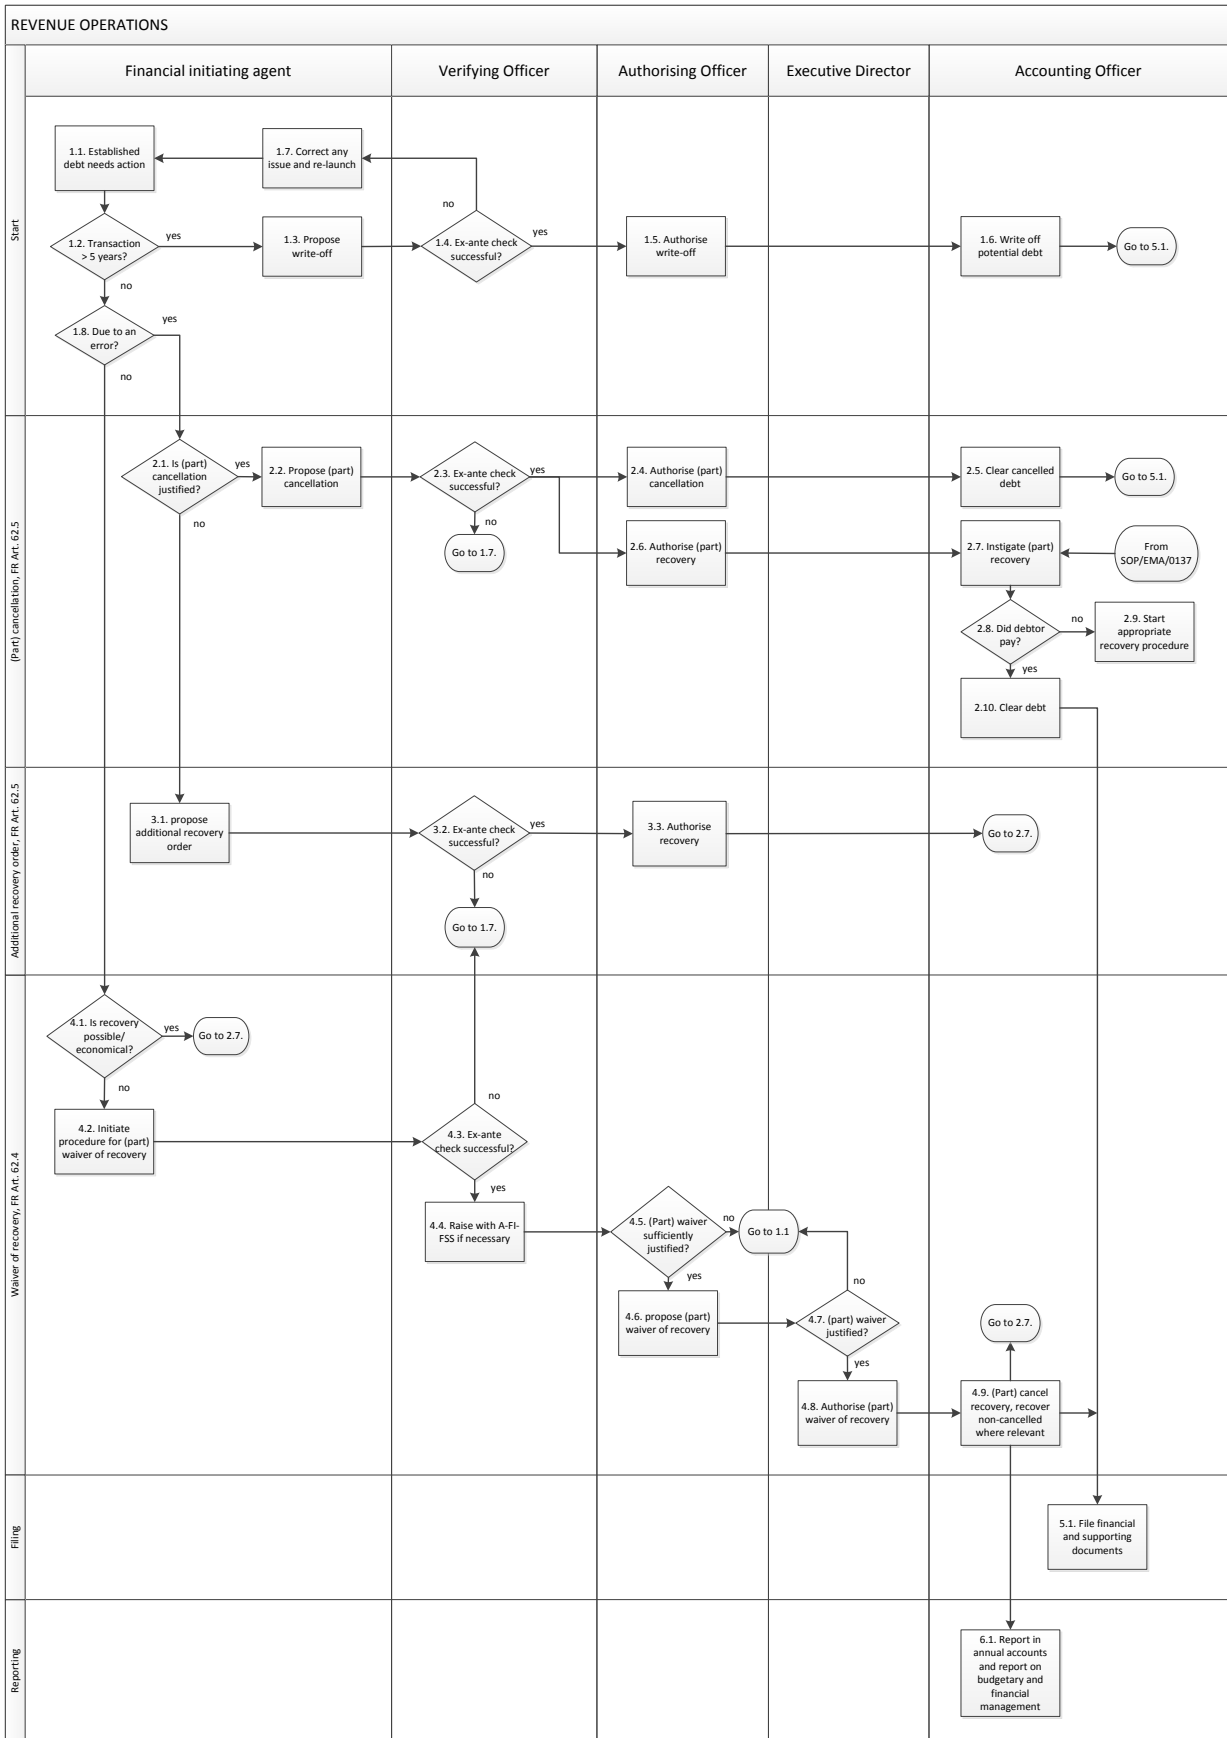 REVENUE OPERATIONS
Financial initiating agent
Verifying Officer
Authorising Officer
Executive Director
Accounting Officer
Start
1.1. Established
debt needs action
1.7. Correct any
issue and re-launch
no
1.2. Transaction
> 5 years?
yes
1.3. Propose
write-off
1.4. Ex-ante check
successful?
yes
1.5. Authorise
write-off
1.6. Write off
potential debt
Go to 5.1.
no
1.8. Due to an
error?
yes
no
(Part) cancellation, FR Art. 62.5
2.1. Is (part)
cancellation
justified?
yes
no
2.2. Propose (part)
cancellation
2.3. Ex-ante check
successful?
yes
no
Go to 1.7.
2.4. Authorise (part)
cancellation
2.5. Clear cancelled
debt
Go to 5.1.
2.6. Authorise (part)
recovery
2.7. Instigate (part)
recovery
From
SOP/EMA/0137
2.8. Did debtor
pay?
no
2.9. Start
appropriate
recovery procedure
yes
2.10. Clear debt
Additional recovery order, FR Art. 62.5
3.1. propose
additional recovery
order
3.2. Ex-ante check
successful?
yes
no
3.3. Authorise
recovery
Go to 2.7.
Go to 1.7.
Waiver of recovery, FR Art. 62.4
4.1. Is recovery
possible/
economical?
yes
Go to 2.7.
no
4.2. Initiate
procedure for (part)
waiver of recovery
no
4.3. Ex-ante
check successful?
yes
4.4. Raise with A-FI-
FSS if necessary
4.5. (Part) waiver
sufficiently
justified?
no
Go to 1.1
yes
4.6. propose (part)
waiver of recovery
no
4.7. (part) waiver
justified?
yes
4.8. Authorise (part)
waiver of recovery
Go to 2.7.
4.9. (Part) cancel
recovery, recover
non-cancelled
where relevant
Filing
5.1. File financial
and supporting
documents
Reporting
6.1. Report in
annual accounts
and report on
budgetary and
financial
management